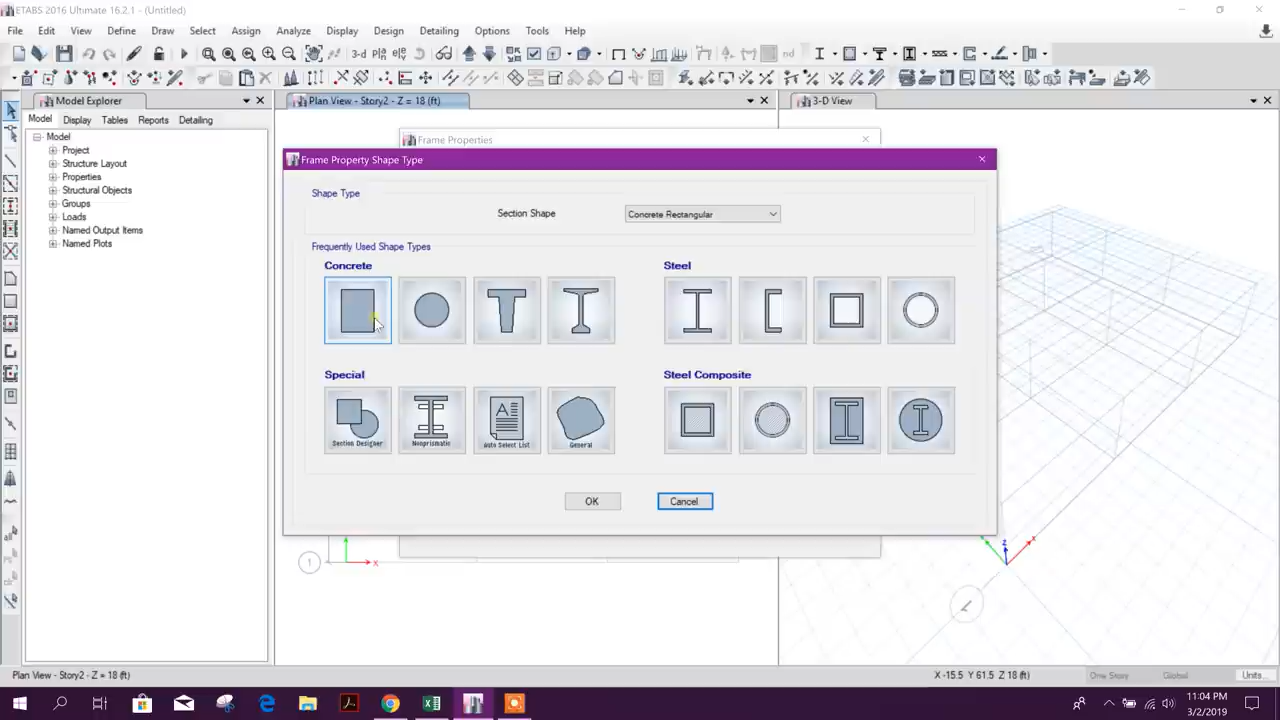 ETABS 2016 Ultimate 16.2.1 - (Untitled)
File Edit View Define Draw Select Assign Analyze Display Design Detailing Options Tools Help
3-d
nd
Model Explorer
Plan View - Story2 - Z = 18 (ft)
3-D View
Model Display Tables Reports Detailing
Model
Project
Structure Layout
Properties
Structural Objects
Groups
Loads
Named Output Items
Named Plots
Frame Properties
Frame Property Shape Type
Shape Type
Section Shape
Concrete Rectangular
Frequently Used Shape Types
Concrete
Steel
Special
Steel Composite
Section Designer
Nonprismatic
Auto Select List
General
OK
Cancel
1
X
Z
X
Plan View - Story2 - Z = 18 (ft)
X -15.5 Y 61.5 Z 18 (ft)
One Story
Global
Units...
11:04 PM
3/2/2019